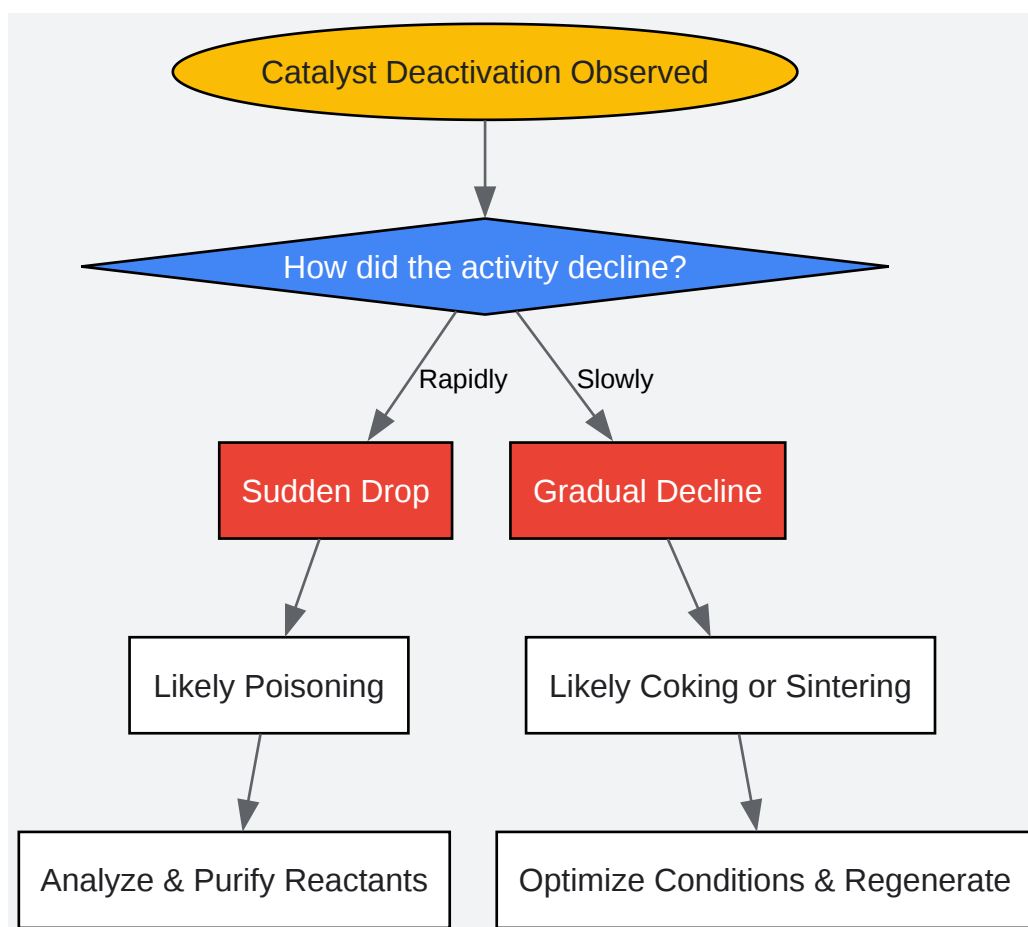 Catalyst Deactivation Observed
How did the activity decline?
Rapidly
Slowly
Sudden Drop
Gradual Decline
Likely Poisoning
Likely Coking or Sintering
Analyze & Purify Reactants
Optimize Conditions & Regenerate